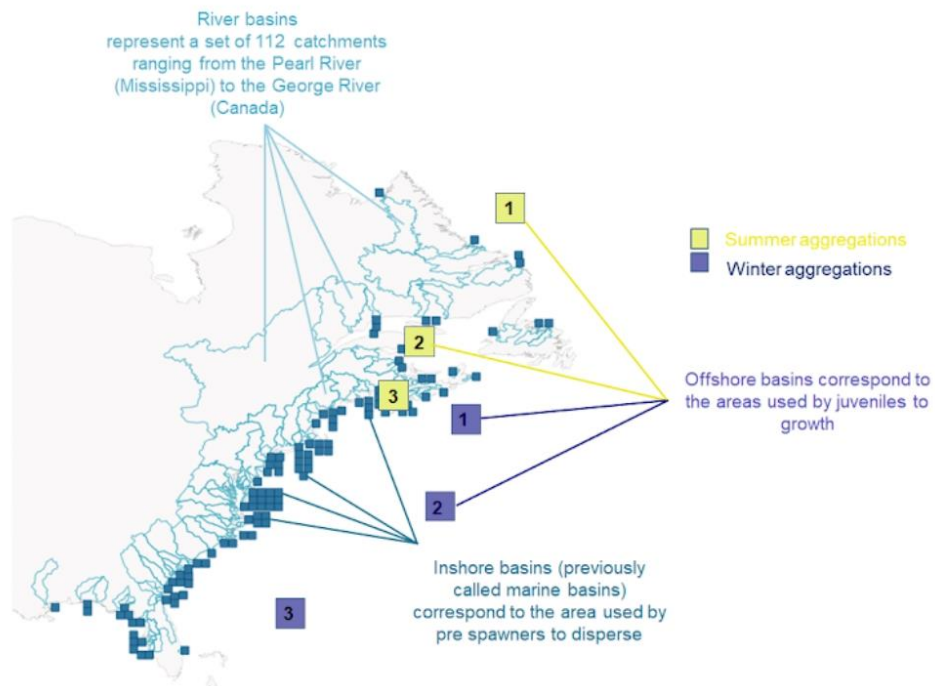 River basins
represent a set of 112 catchments
ranging from the Pearl River
(Mississippi) to the George River
(Canada)
1
Summer aggregations
Winter aggregations
2
3
1
Offshore basins correspond to
the areas used by juveniles to
growth
2
Inshore basins (previously
called marine basins)
correspond to the area used by
pre spawners to disperse
3